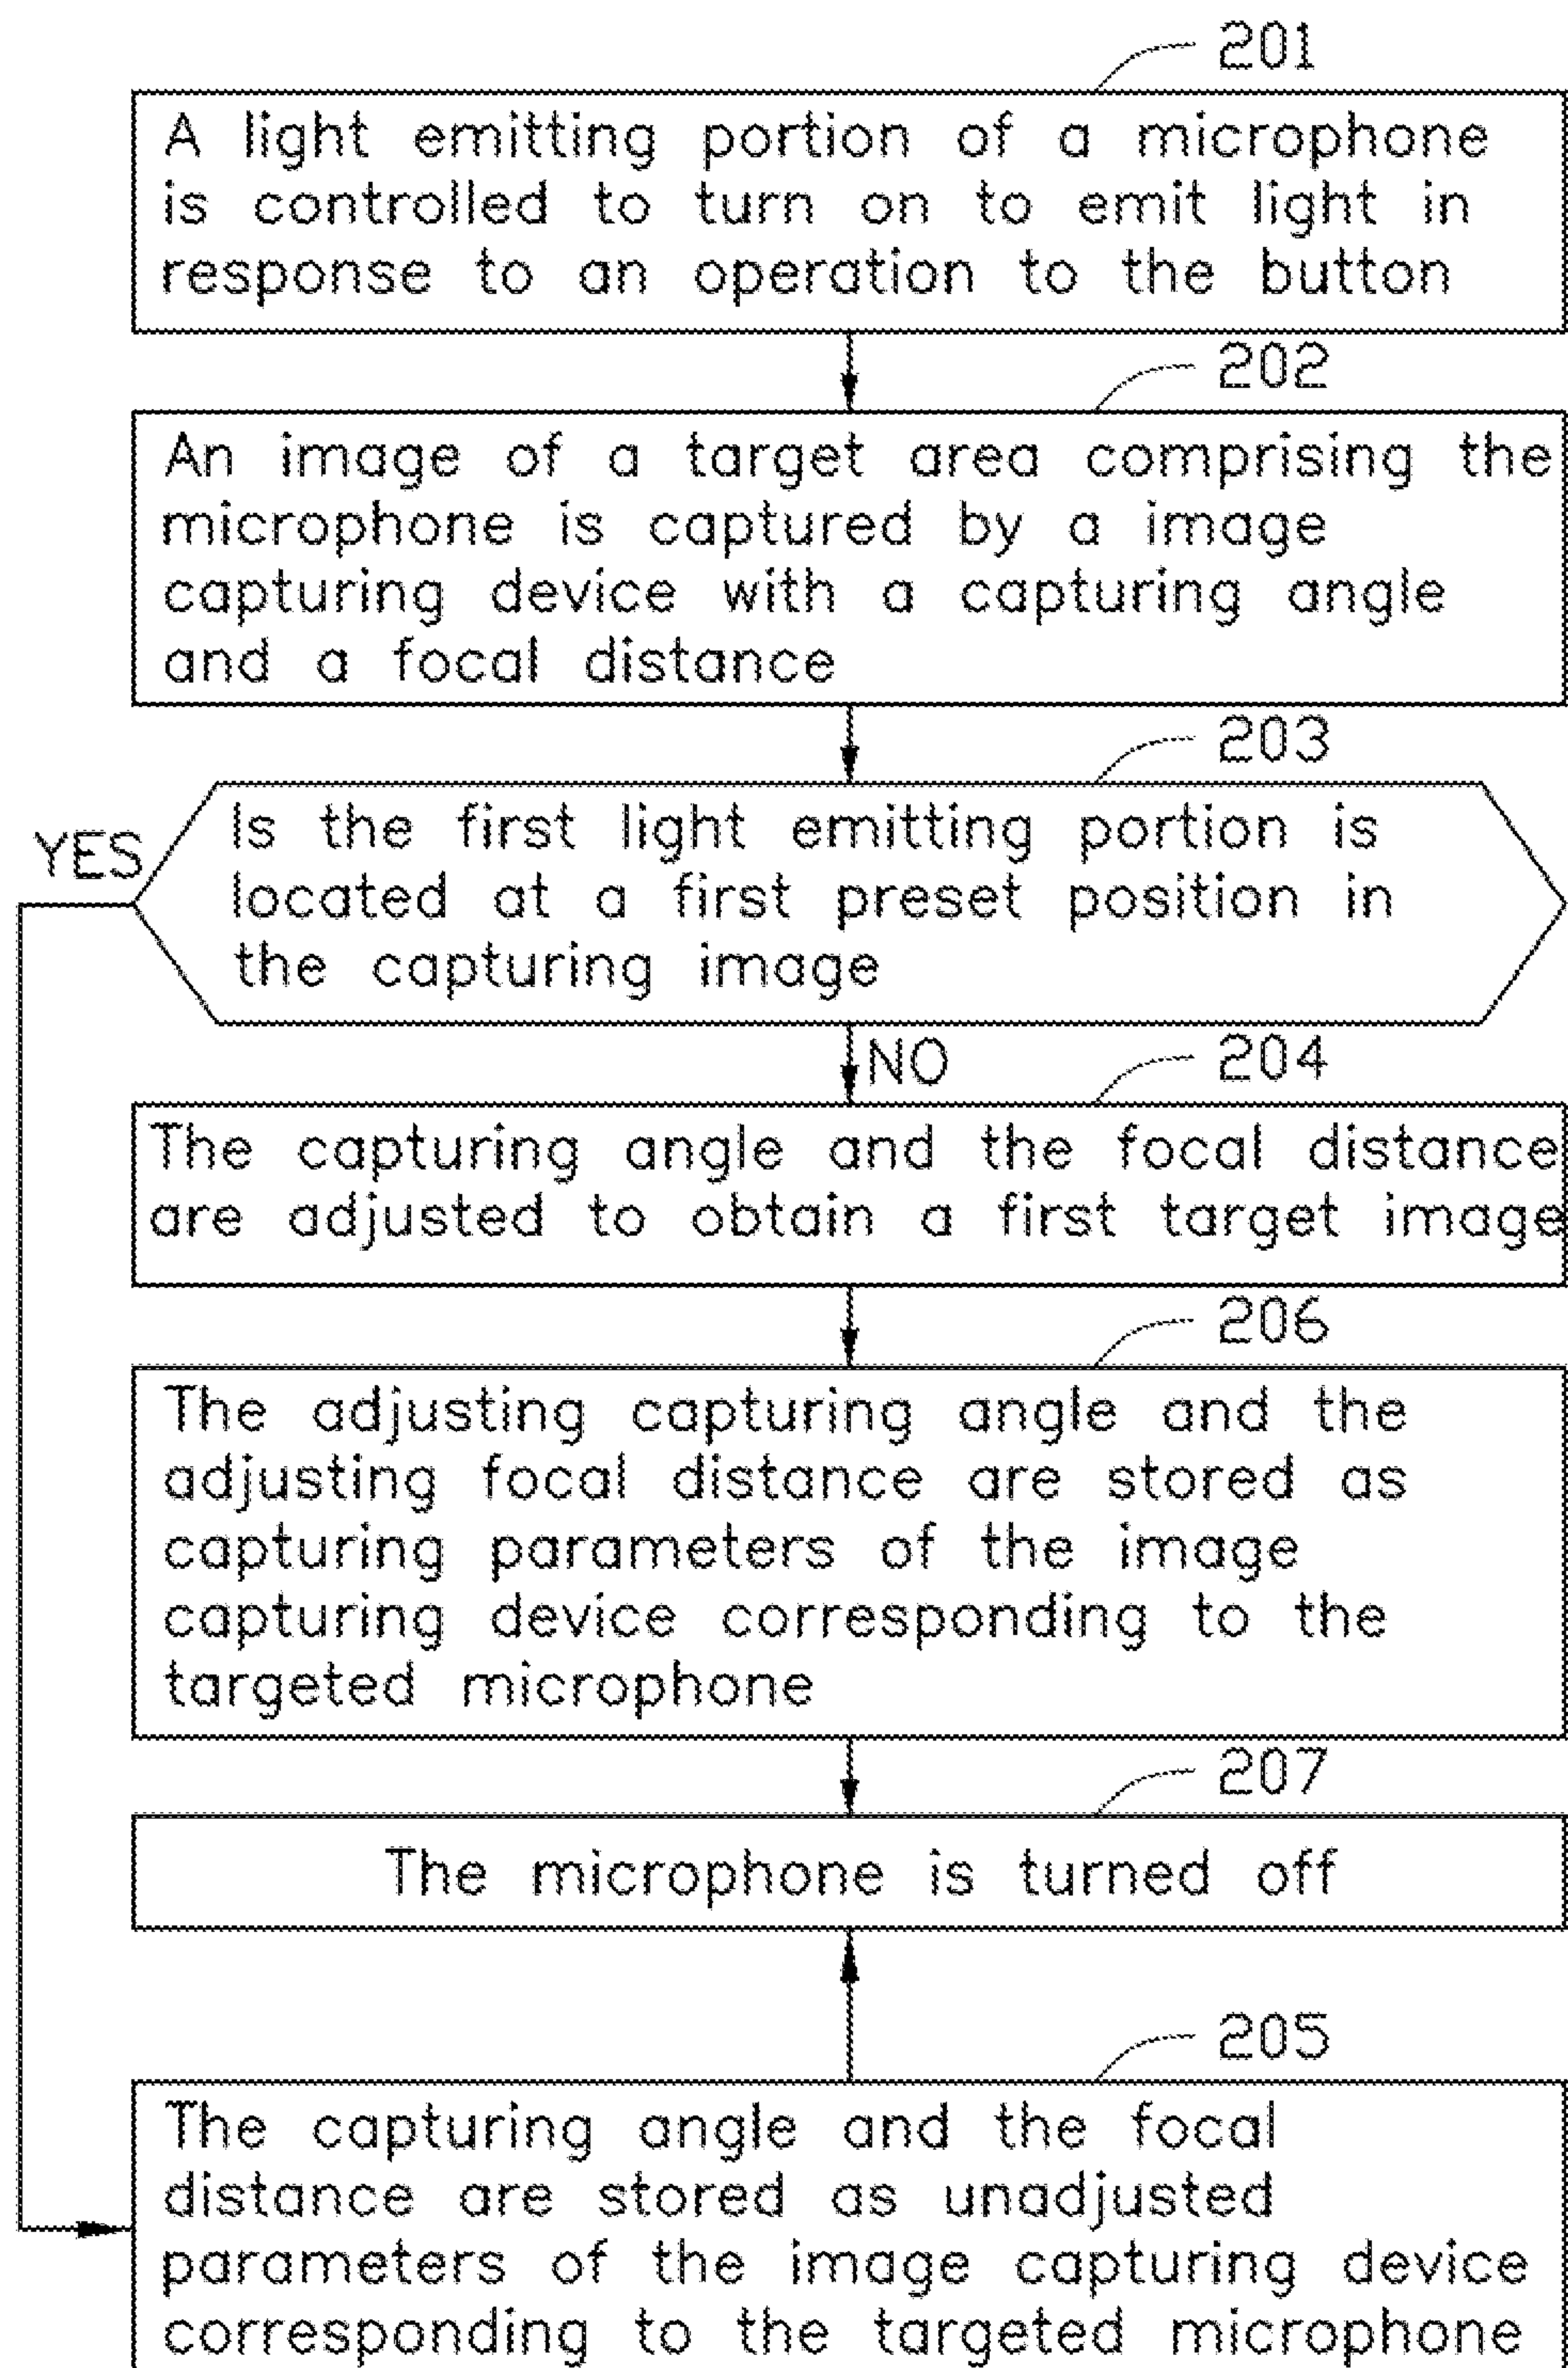 201
A light emitting portion of a microphone
is controlled to turn on to emit light in
response to an operation to the button
202
An image of a target area comprising the
microphone is captured by a image
capturing device with a capturing angle
and a focal distance
203
YES
Is the first light emitting portion is
located at a first preset position in
the capturing image
NO
204
The capturing angle and the focal distance
are adjusted to obtain a first target image
206
The adjusting capturing angle and the
adjusting focal distance are stored as
capturing parameters of the image
capturing device corresponding to the
targeted microphone
207
The microphone is turned off
205
The capturing angle and the focal
distance are stored as unadjusted
parameters of the image capturing device
corresponding to the targeted microphone